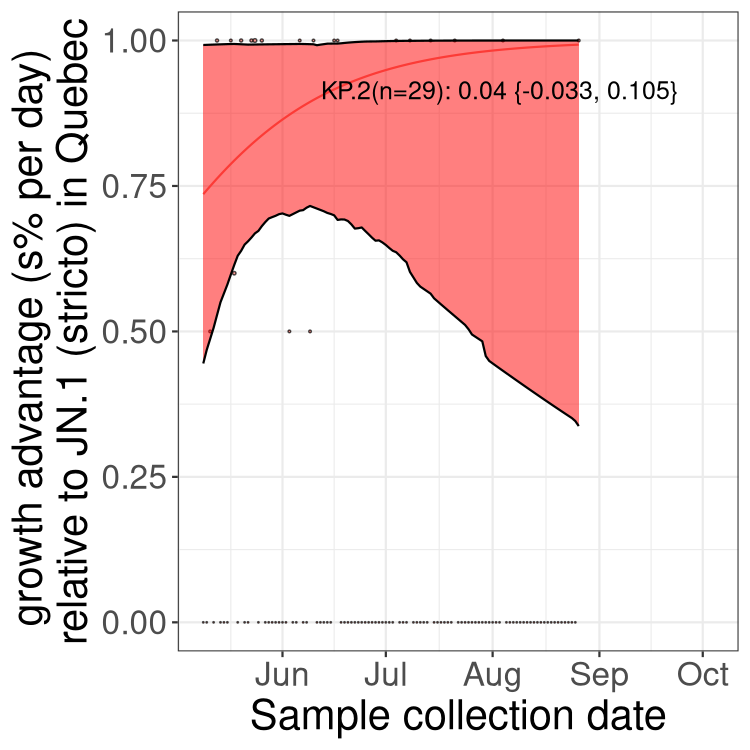 growth advantage (s% per day)
relative to JN.1 (stricto) in Quebec
1.00
0.75
0.50
0.25
0.00
KP.2(n=29): 0.04 {-0.033, 0.105}
Jun
Jul
Aug
Sep
Oct
Sample collection date